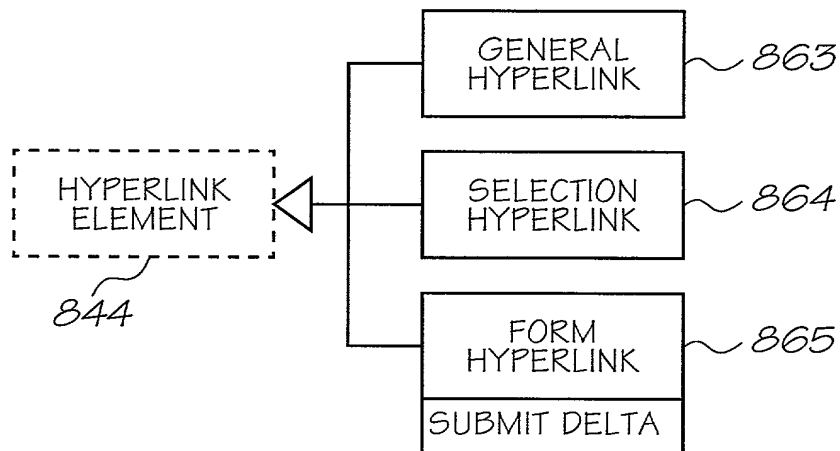 GENERAL
HYPERLINK
863
HYPERLINK
ELEMENT
844
SELECTION
HYPERLINK
864
FORM
HYPERLINK
865
SUBMIT DELTA